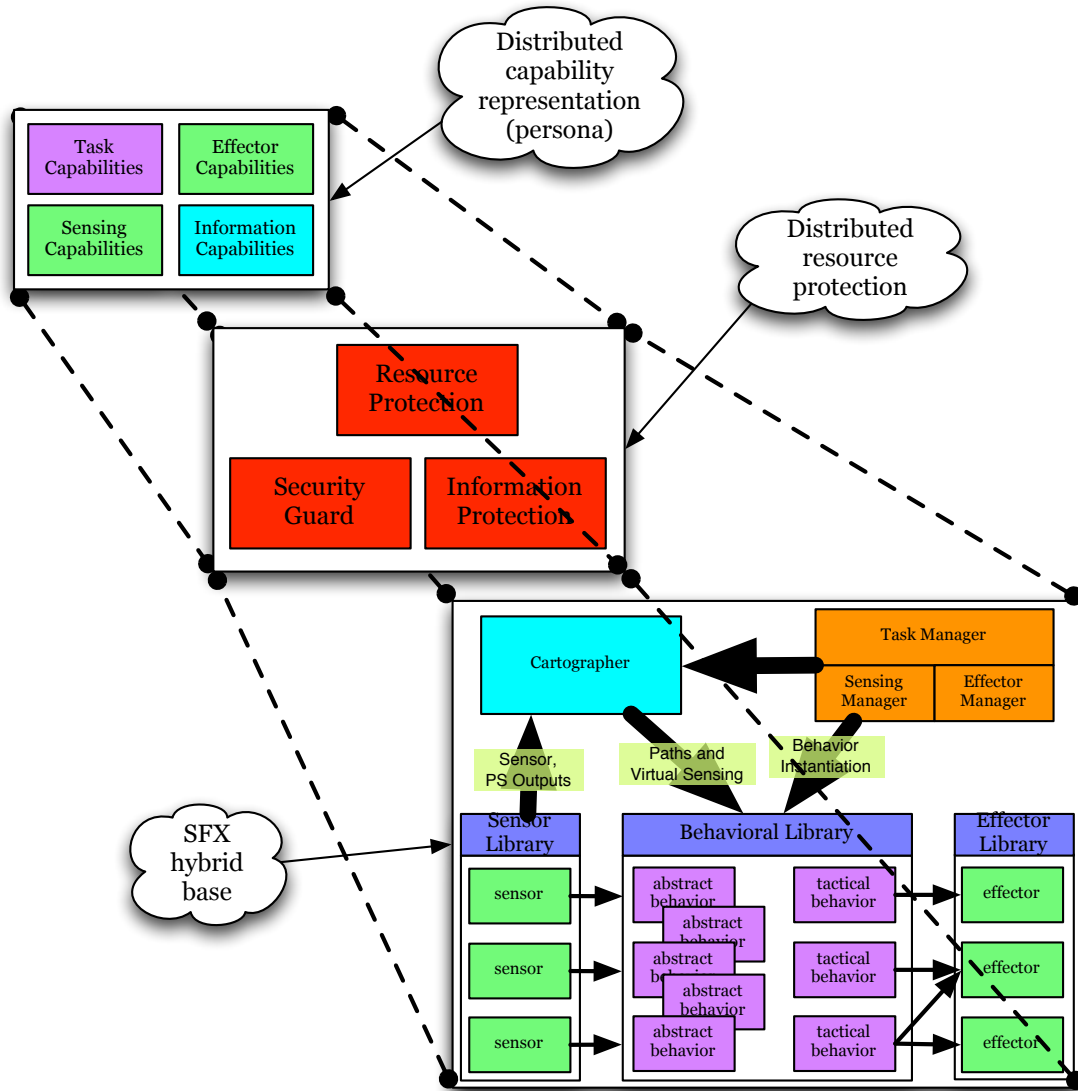 Distributed
capability
representation
(persona)
Task
Capabilities
Effector
Capabilities
Sensing
Capabilities
Information
Capabilities
Distributed
resource
protection
Resource
Protection
Security
Guard
Information
Protection
Cartographer
Task Manager
Sensing
Manager
Effector
Manager
Sensor,
PS Outputs
Paths and
Virtual Sensing
Behavior
Instantiation
SFX
hybrid
base
Sensor
Library
Behavioral Library
Effector
Library
sensor
abstract
behavior
tactical
behavior
effector
abstract
behavior
sensor
abstract
behavior
tactical
behavior
effector
abstract
behavior
sensor
abstract
behavior
tactical
behavior
effector